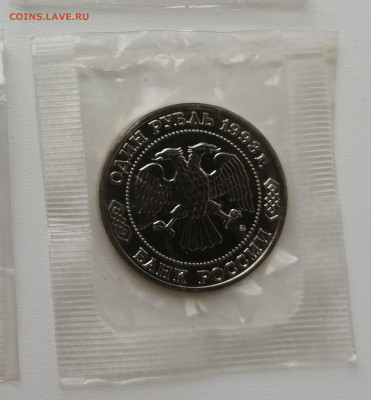 COINS.LAVE.RU
ОДИН РУБЛЬ 1993 г.
БАНК РОССИИ